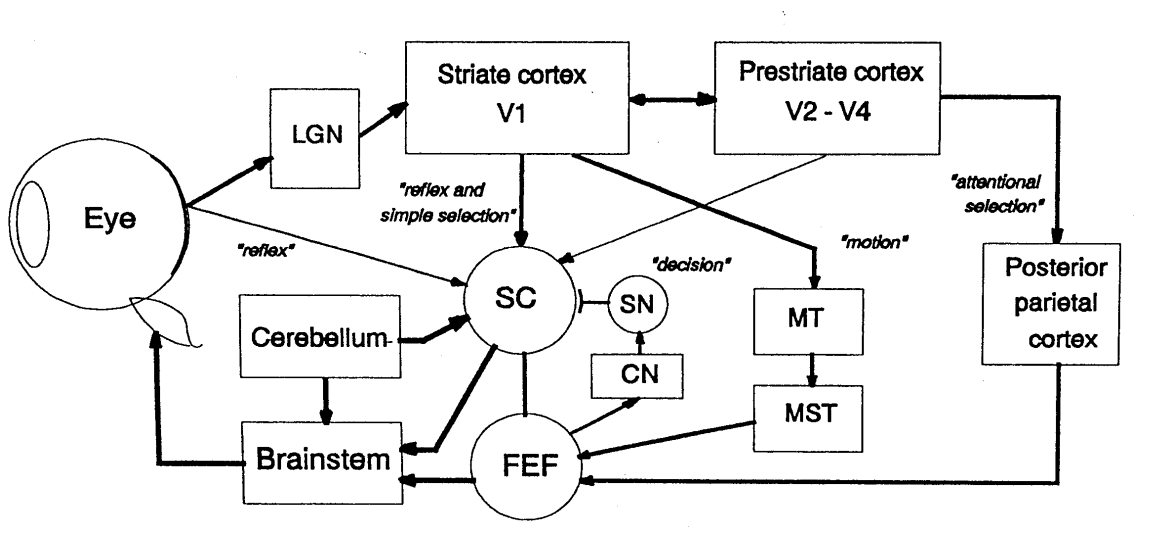 Striate cortex
V1
Prestriate cortex
V2 - V4
LGN
"reflex and
simple selection"
"attentional
selection"
Eye
"reflex"
"motion"
"decision"
SC
SN
Posterior
parietal
cortex
MT
Cerebellum
CN
MST
Brainstem
FEF